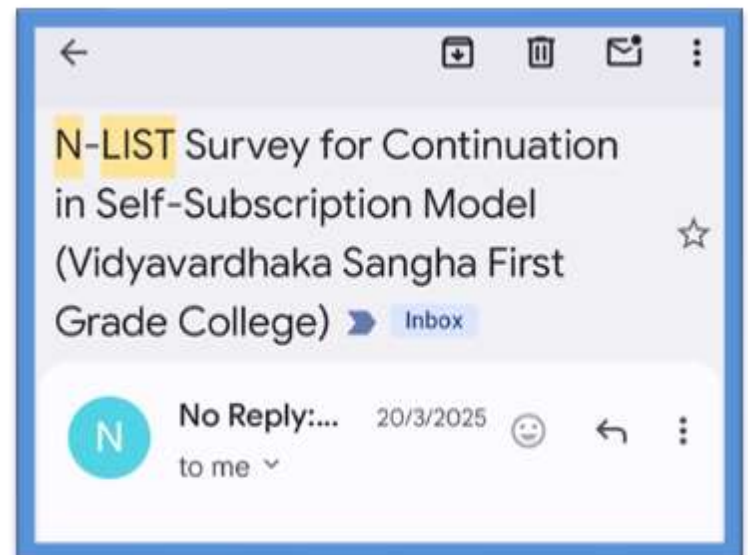 N-LIST Survey for Continuation
in Self-Subscription Model
(Vidyavardhaka Sangha First
Grade College) Inbox
N
No Reply:... 20/3/2025
to me